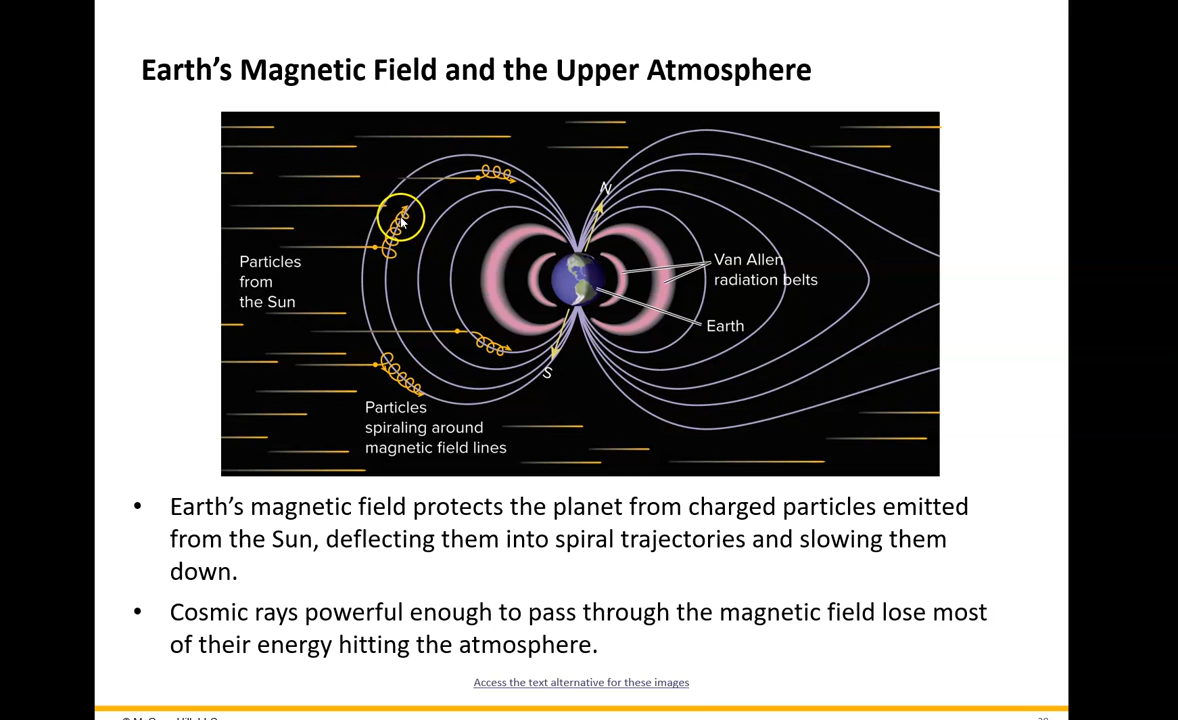 Earth's Magnetic Field and the Upper Atmosphere
N
Particles
from
the Sun
Van Allen
radiation belts
Earth
S
Particles
spiraling around
magnetic field lines
• Earth's magnetic field protects the planet from charged particles emitted
from the Sun, deflecting them into spiral trajectories and slowing them
down.
• Cosmic rays powerful enough to pass through the magnetic field lose most
of their energy hitting the atmosphere.
Access the text alternative for these images